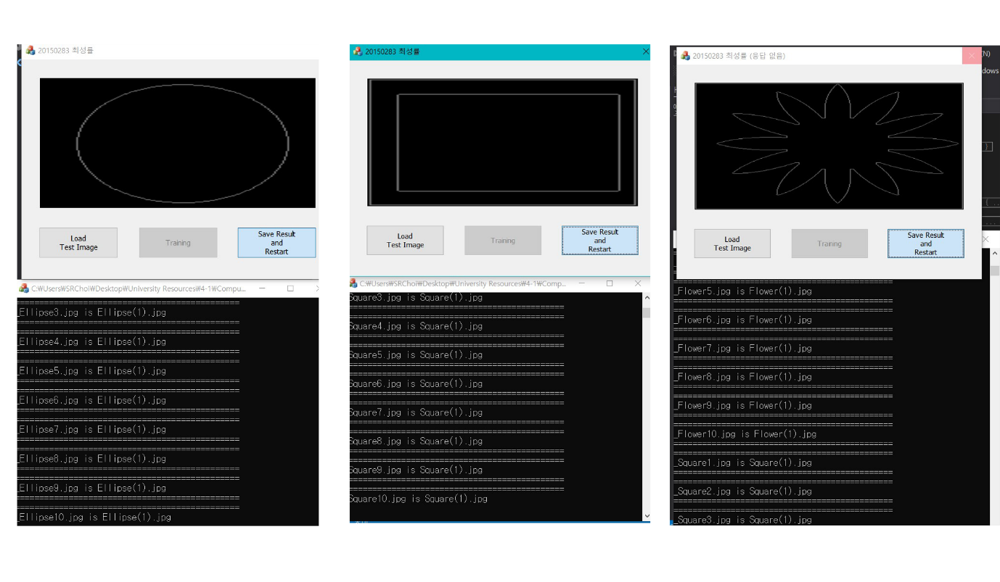 20150283 최성률
Load
Test Image
Training
Save Result
and
Restart
C:₩Users₩SRChoi₩Desktop₩University Resources₩4-1₩Compu...
==============================================
_Ellipse3.jpg is Ellipse(1).jpg
==============================================
==============================================
_Ellipse4.jpg is Ellipse(1).jpg
==============================================
==============================================
_Ellipse5.jpg is Ellipse(1).jpg
==============================================
==============================================
_Ellipse6.jpg is Ellipse(1).jpg
==============================================
==============================================
_Ellipse7.jpg is Ellipse(1).jpg
==============================================
==============================================
_Ellipse8.jpg is Ellipse(1).jpg
==============================================
==============================================
_Ellipse9.jpg is Ellipse(1).jpg
==============================================
==============================================
_Ellipse10.jpg is Ellipse(1).jpg
20150283 최성률
Load
Test Image
Training
Save Result
and
Restart
C:₩Users₩SRChoi₩Desktop₩University Resources₩4-1₩Comp...
Square3.jpg is Square(1).jpg
==============================================
==============================================
Square4.jpg is Square(1).jpg
==============================================
==============================================
Square5.jpg is Square(1).jpg
==============================================
==============================================
Square6.jpg is Square(1).jpg
==============================================
==============================================
Square7.jpg is Square(1).jpg
==============================================
==============================================
Square8.jpg is Square(1).jpg
==============================================
==============================================
Square9.jpg is Square(1).jpg
==============================================
==============================================
Square10.jpg is Square(1).jpg
20150283 최성률 (응답 없음)
N)
dows
Load
Test Image
Training
Save Result
and
Restart
==============================================
_Flower5.jpg is Flower(1).jpg
==============================================
==============================================
_Flower6.jpg is Flower(1).jpg
==============================================
==============================================
_Flower7.jpg is Flower(1).jpg
==============================================
==============================================
_Flower8.jpg is Flower(1).jpg
==============================================
==============================================
_Flower9.jpg is Flower(1).jpg
==============================================
==============================================
_Flower10.jpg is Flower(1).jpg
==============================================
==============================================
_Square1.jpg is Square(1).jpg
==============================================
==============================================
_Square2.jpg is Square(1).jpg
==============================================
==============================================
_Square3.jpg is Square(1).jpg